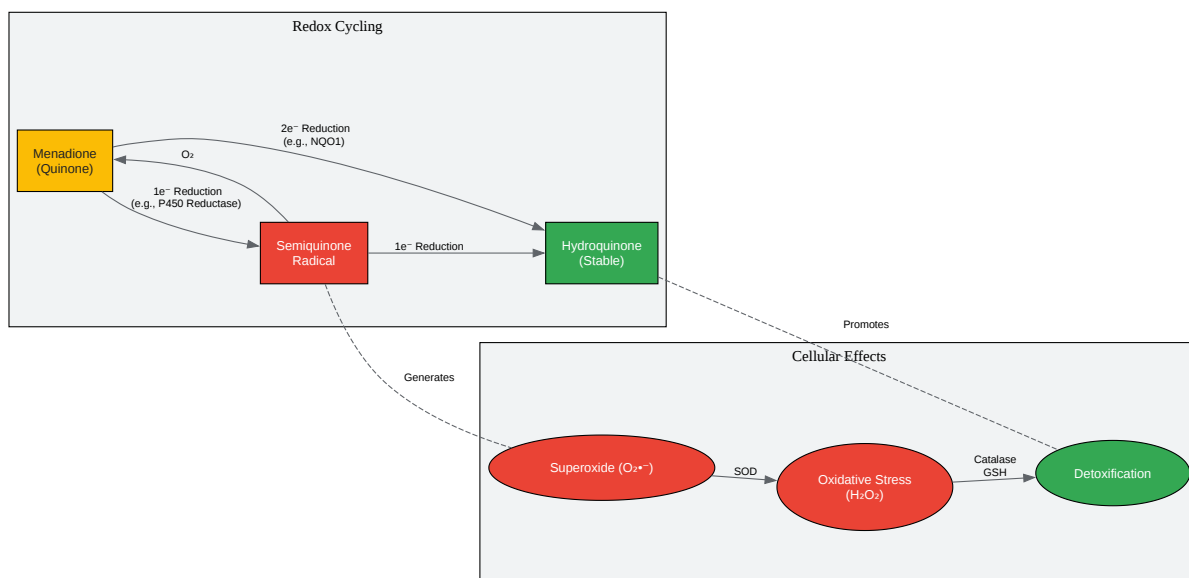 Redox Cycling
2e⁻ Reduction
(e.g., NQO1)
Menadione
(Quinone)
O₂
1e⁻ Reduction
(e.g., P450 Reductase)
Semiquinone
Radical
1e⁻ Reduction
Hydroquinone
(Stable)
Promotes
Cellular Effects
Generates
Superoxide (O₂•⁻)
SOD
Oxidative Stress
(H₂O₂)
Catalase
GSH
Detoxification